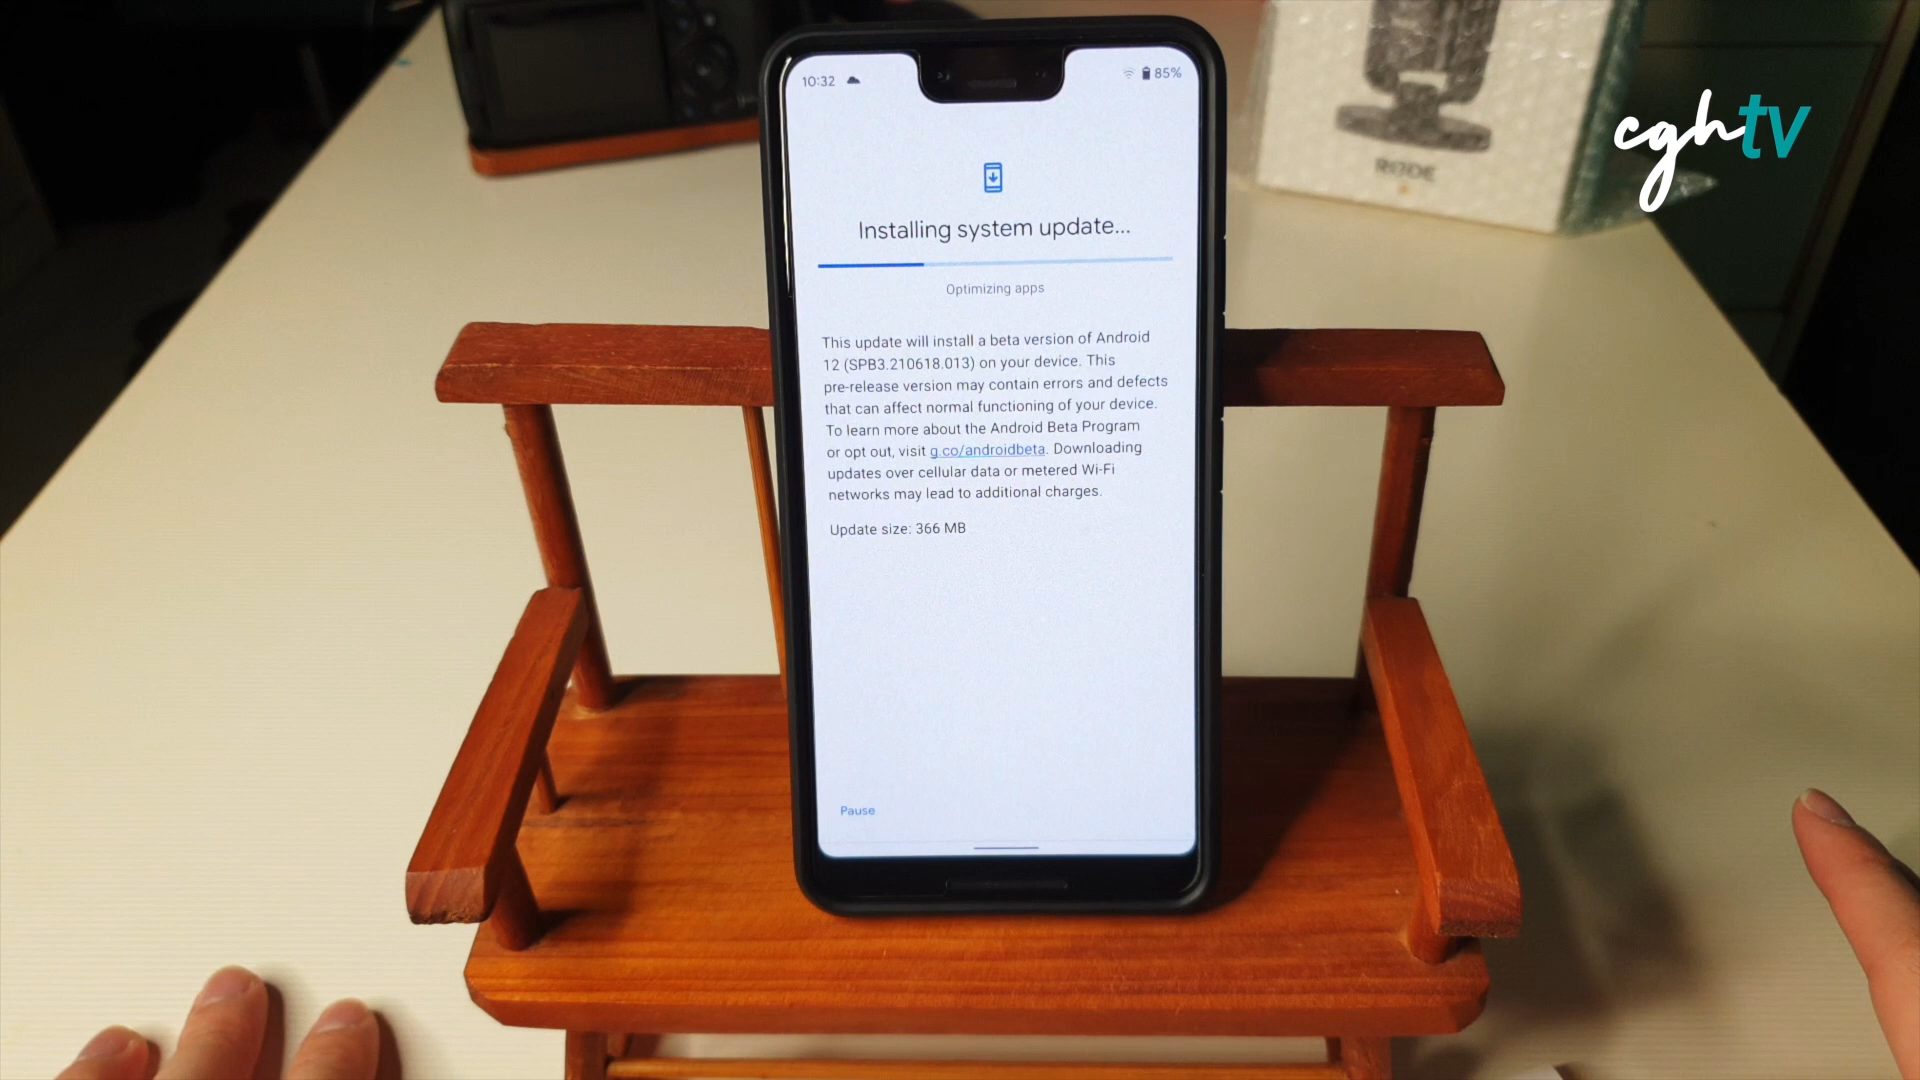 10:32
85%
cghtv
RØDE
Installing system update...
Optimizing apps
This update will install a beta version of Android
12 (SPB3.210618.013) on your device. This
pre-release version may contain errors and defects
that can affect normal functioning of your device.
To learn more about the Android Beta Program
or opt out, visit g.co/androidbeta. Downloading
updates over cellular data or metered Wi-Fi
networks may lead to additional charges.
Update size: 366 MB
Pause